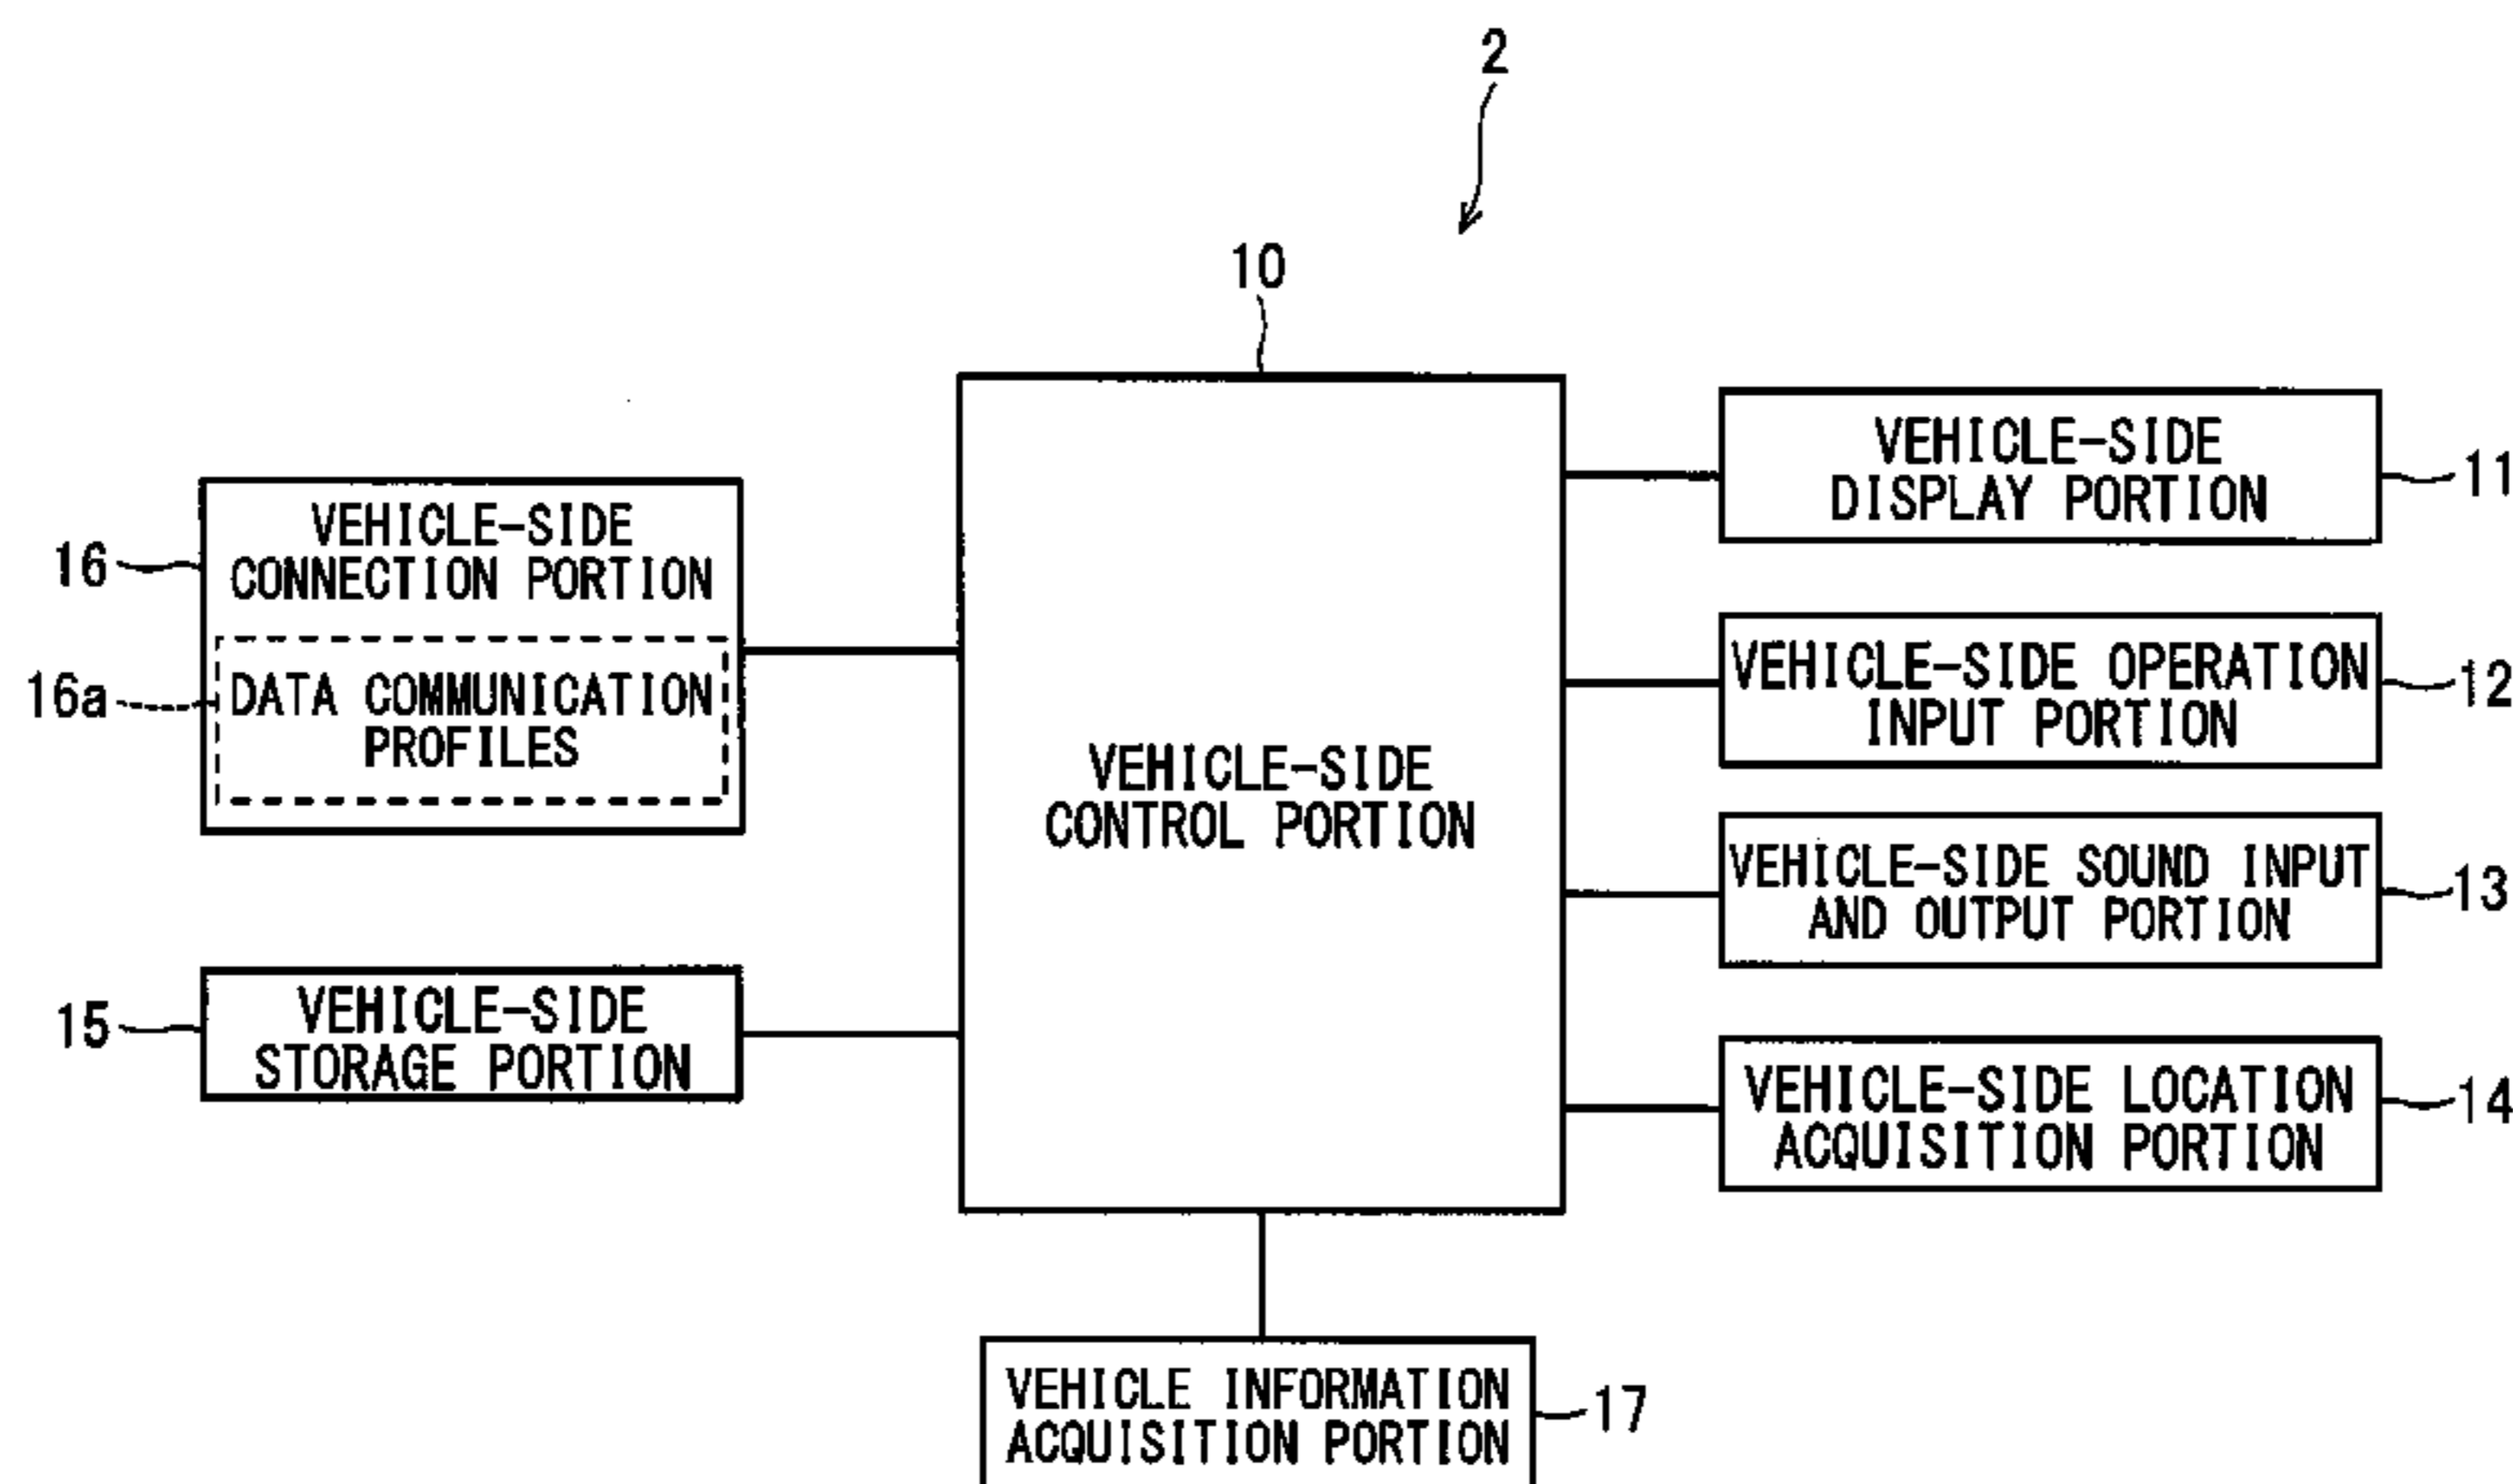 2
10
VEHICLE-SIDE
CONTROL PORTION
16
VEHICLE-SIDE
CONNECTION PORTION
16a
DATA COMMUNICATION
PROFILES
15
VEHICLE-SIDE
STORAGE PORTION
VEHICLE-SIDE
DISPLAY PORTION
11
VEHICLE-SIDE OPERATION
INPUT PORTION
12
VEHICLE-SIDE SOUND INPUT
AND OUTPUT PORTION
13
VEHICLE-SIDE LOCATION
ACQUISITION PORTION
14
VEHICLE INFORMATION
ACQUISITION PORTION
17